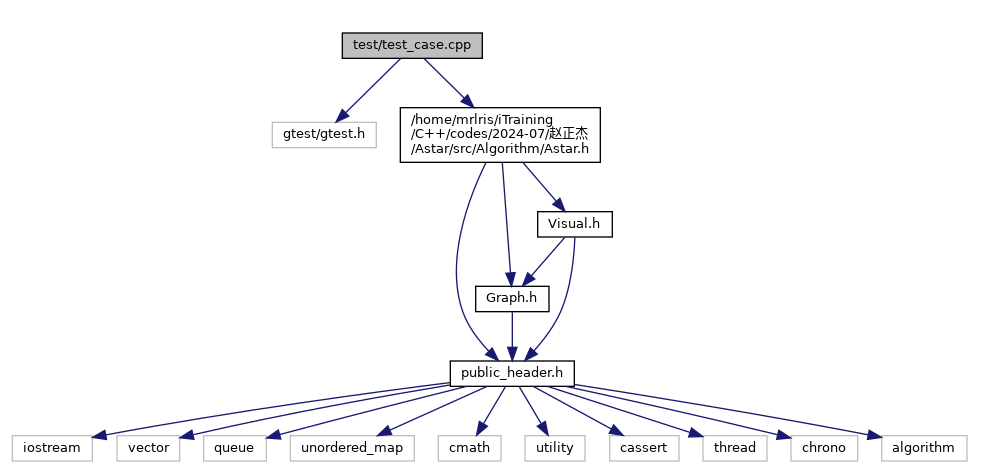 test/test_case.cpp
gtest/gtest.h
/home/mrlris/iTraining
/C++/codes/2024-07/赵正杰
/Astar/src/Algorithm/Astar.h
Visual.h
Graph.h
public_header.h
iostream
vector
queue
unordered_map
cmath
utility
cassert
thread
chrono
algorithm